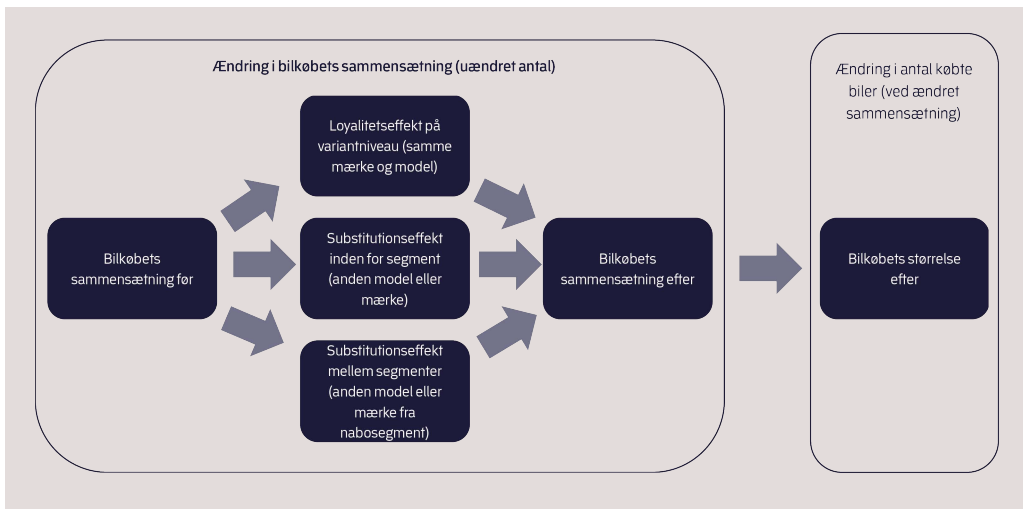 Ændring i bilkøbets sammensætning (uændret antal)
Loyalitetseffekt på
variantniveau (samme
mærke og model)
Bilkøbets
sammensætning før
Substitutionseffekt
inden for segment
(anden model eller
mærke)
Substitutionseffekt
mellem segmenter
(anden model eller
mærke fra
nabosegment)
Bilkøbets
sammensætning efter
Ændring i antal købte
biler (ved ændret
sammensætning)
Bilkøbets størrelse
efter